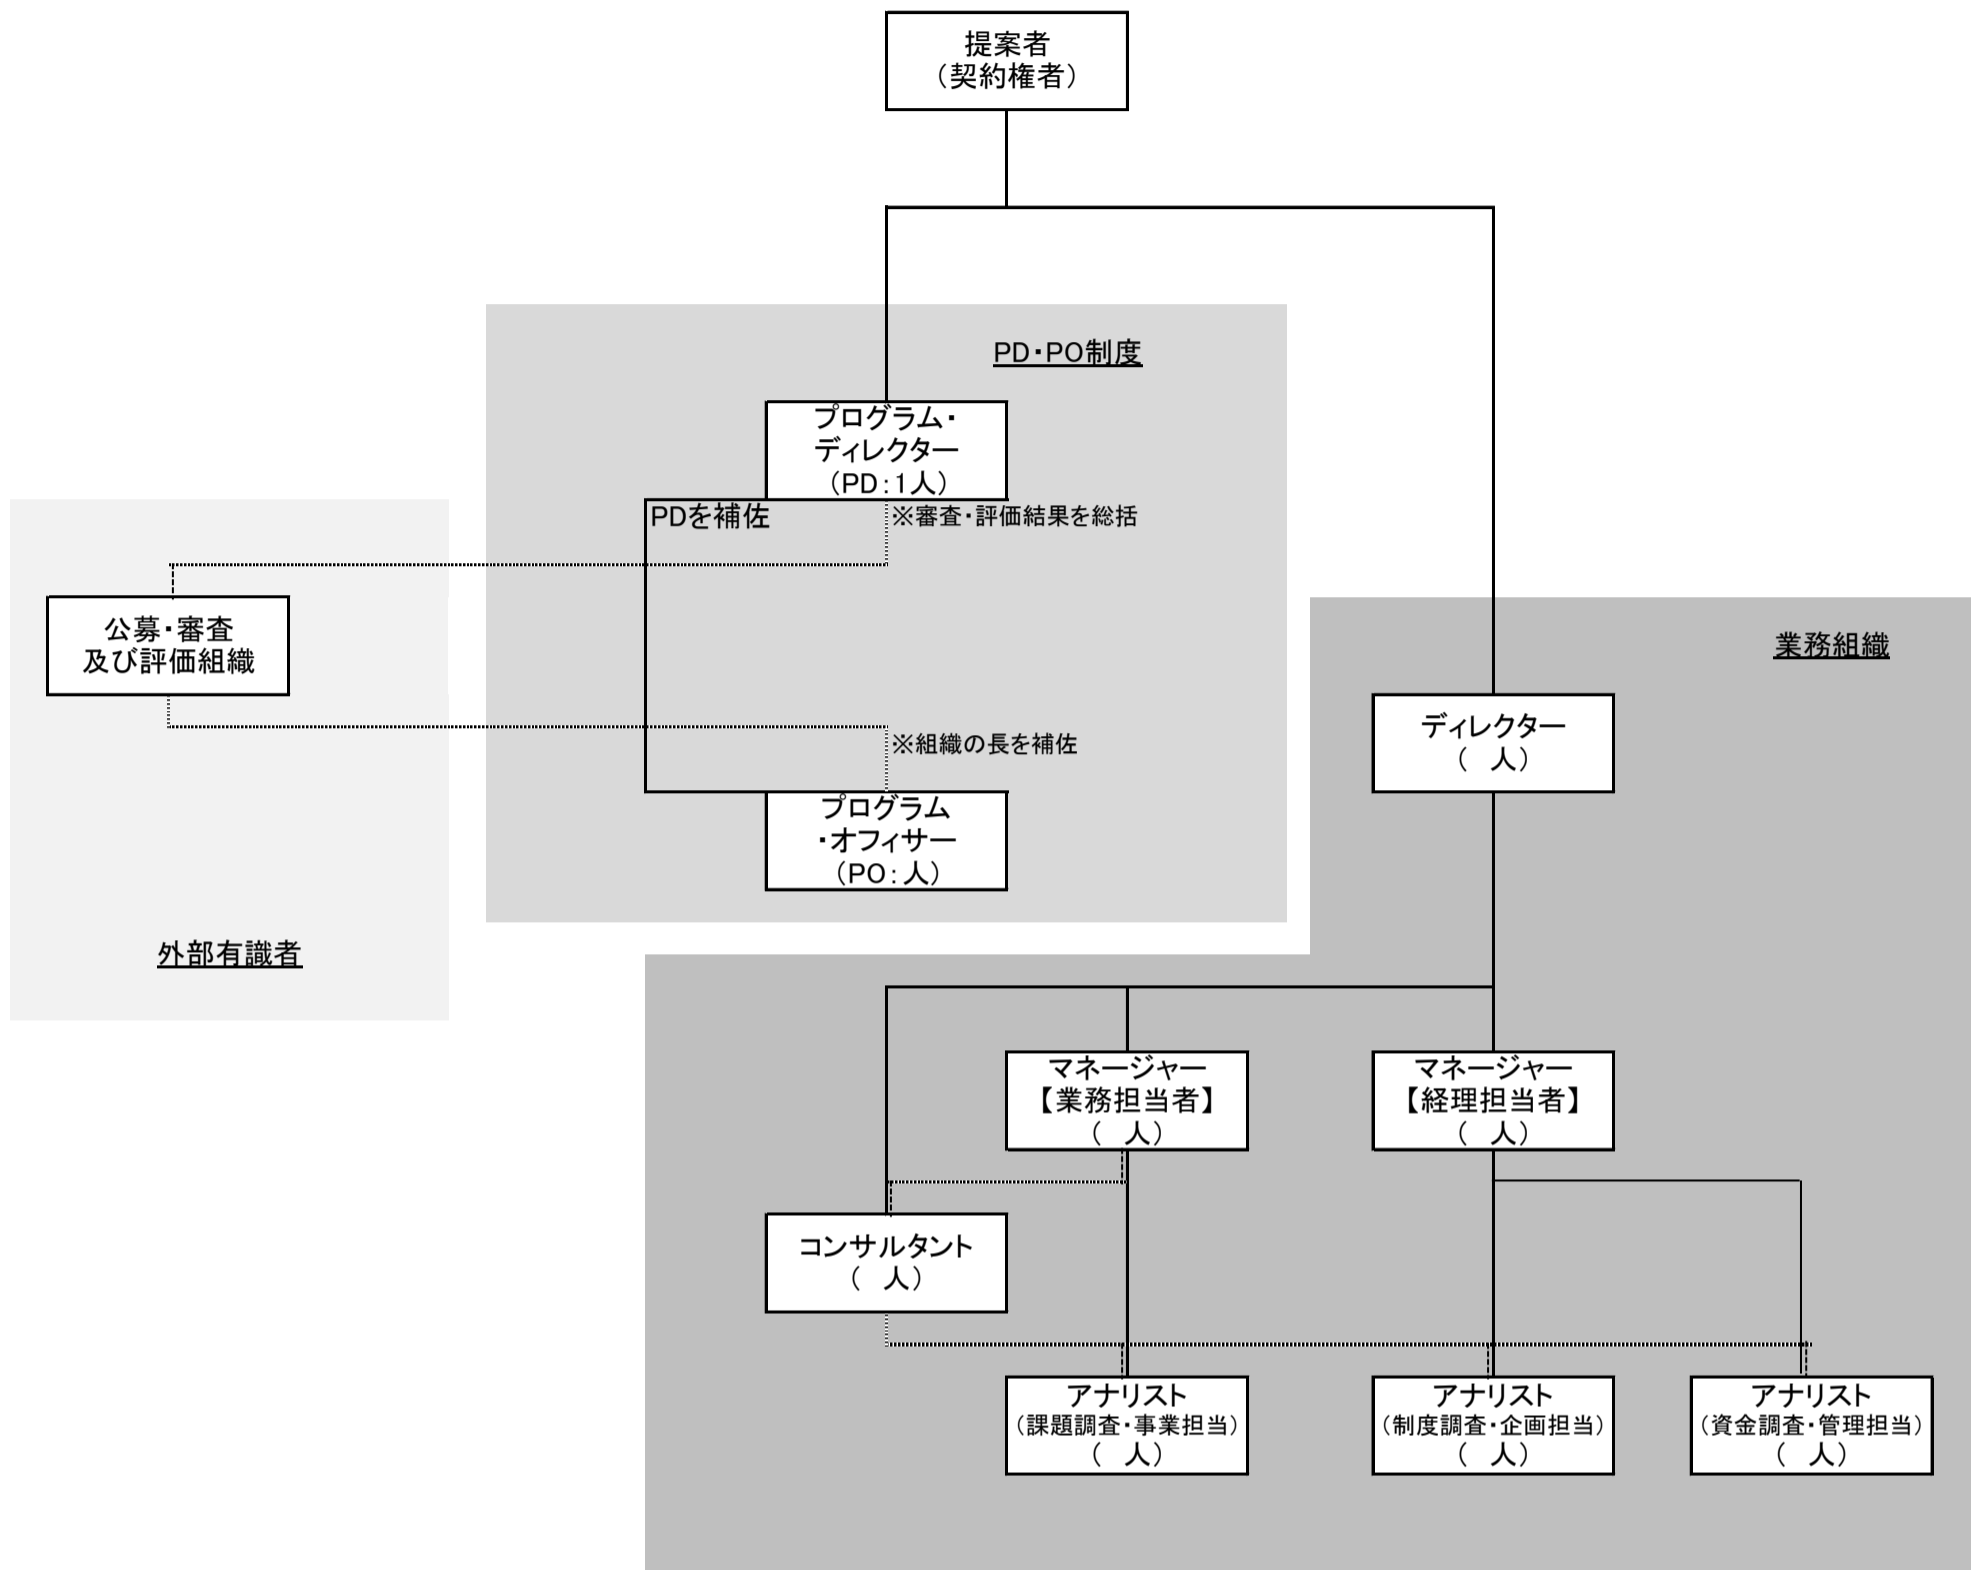 提案者
（契約権者）
PD・PO制度
プログラム・
ディレクター
（PD：1人）
PDを補佐
※審査・評価結果を総括
公募・審査
及び評価組織
業務組織
ディレクター
（　人）
※組織の長を補佐
プログラム
・オフィサー
（PO：人）
外部有識者
マネージャー
【業務担当者】
（　人）
マネージャー
【経理担当者】
（　人）
コンサルタント
（　人）
アナリスト
（課題調査・事業担当）
（　人）
アナリスト
（制度調査・企画担当）
（　人）
アナリスト
（資金調査・管理担当）
（　人）